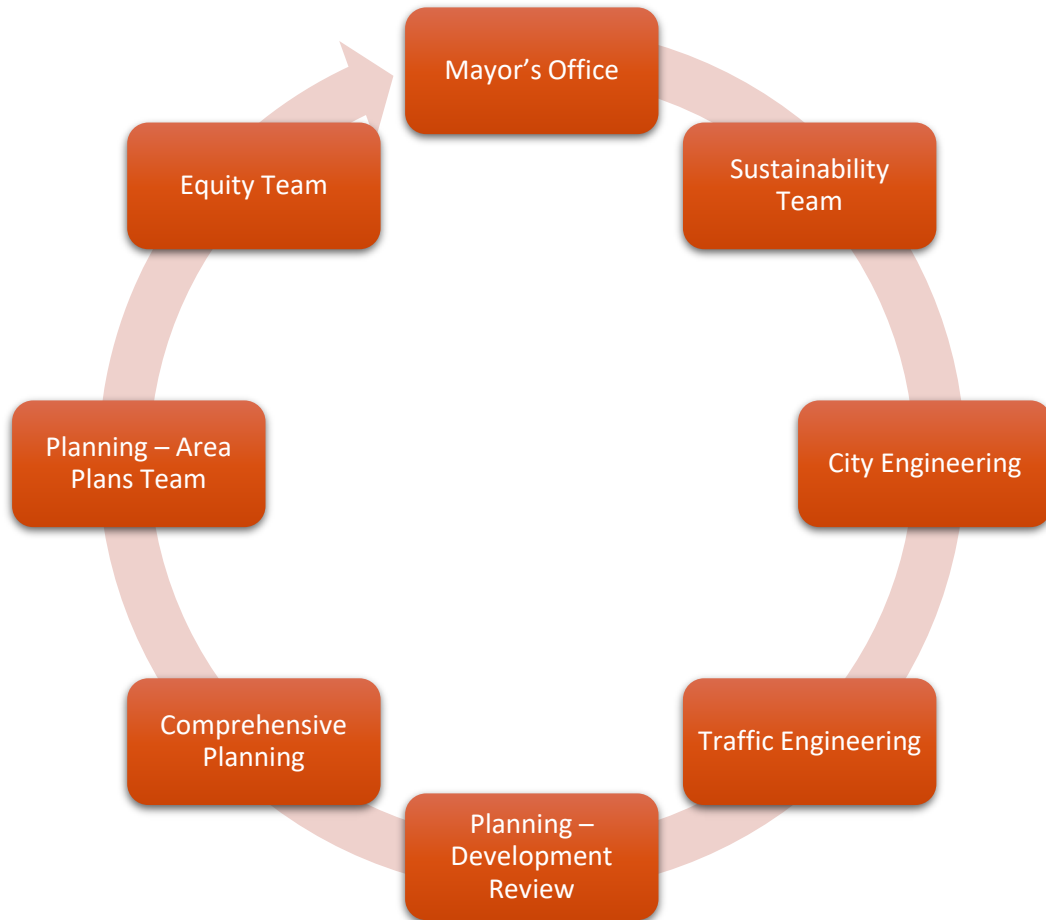 Mayor’s Office
Sustainability
Team
City Engineering
Traffic Engineering
Planning –
Development
Review
Comprehensive
Planning
Planning – Area
Plans Team
Equity Team